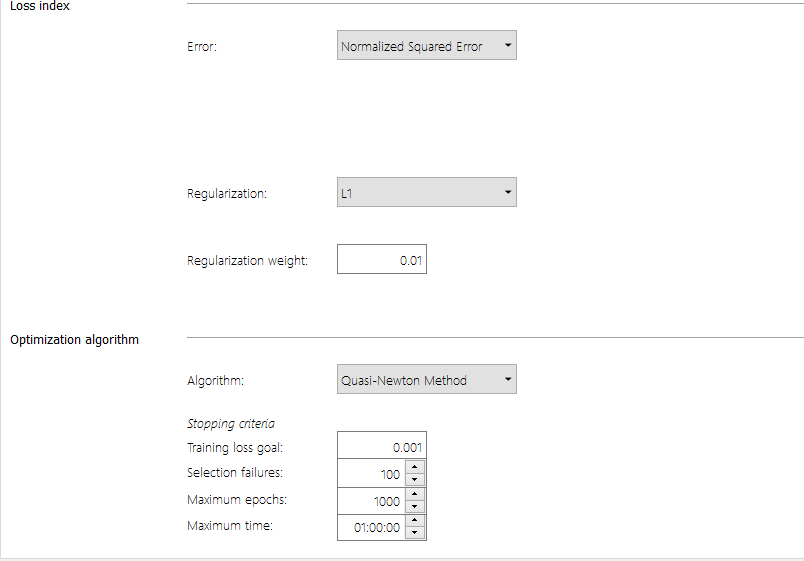 Loss index
Error: Normalized Squared Error
Regularization: L1
Regularization weight: 0.01
Optimization algorithm
Algorithm: Quasi-Newton Method
Stopping criteria
Training loss goal: 0.001
Selection failures: 100
Maximum epochs: 1000
Maximum time: 01:00:00